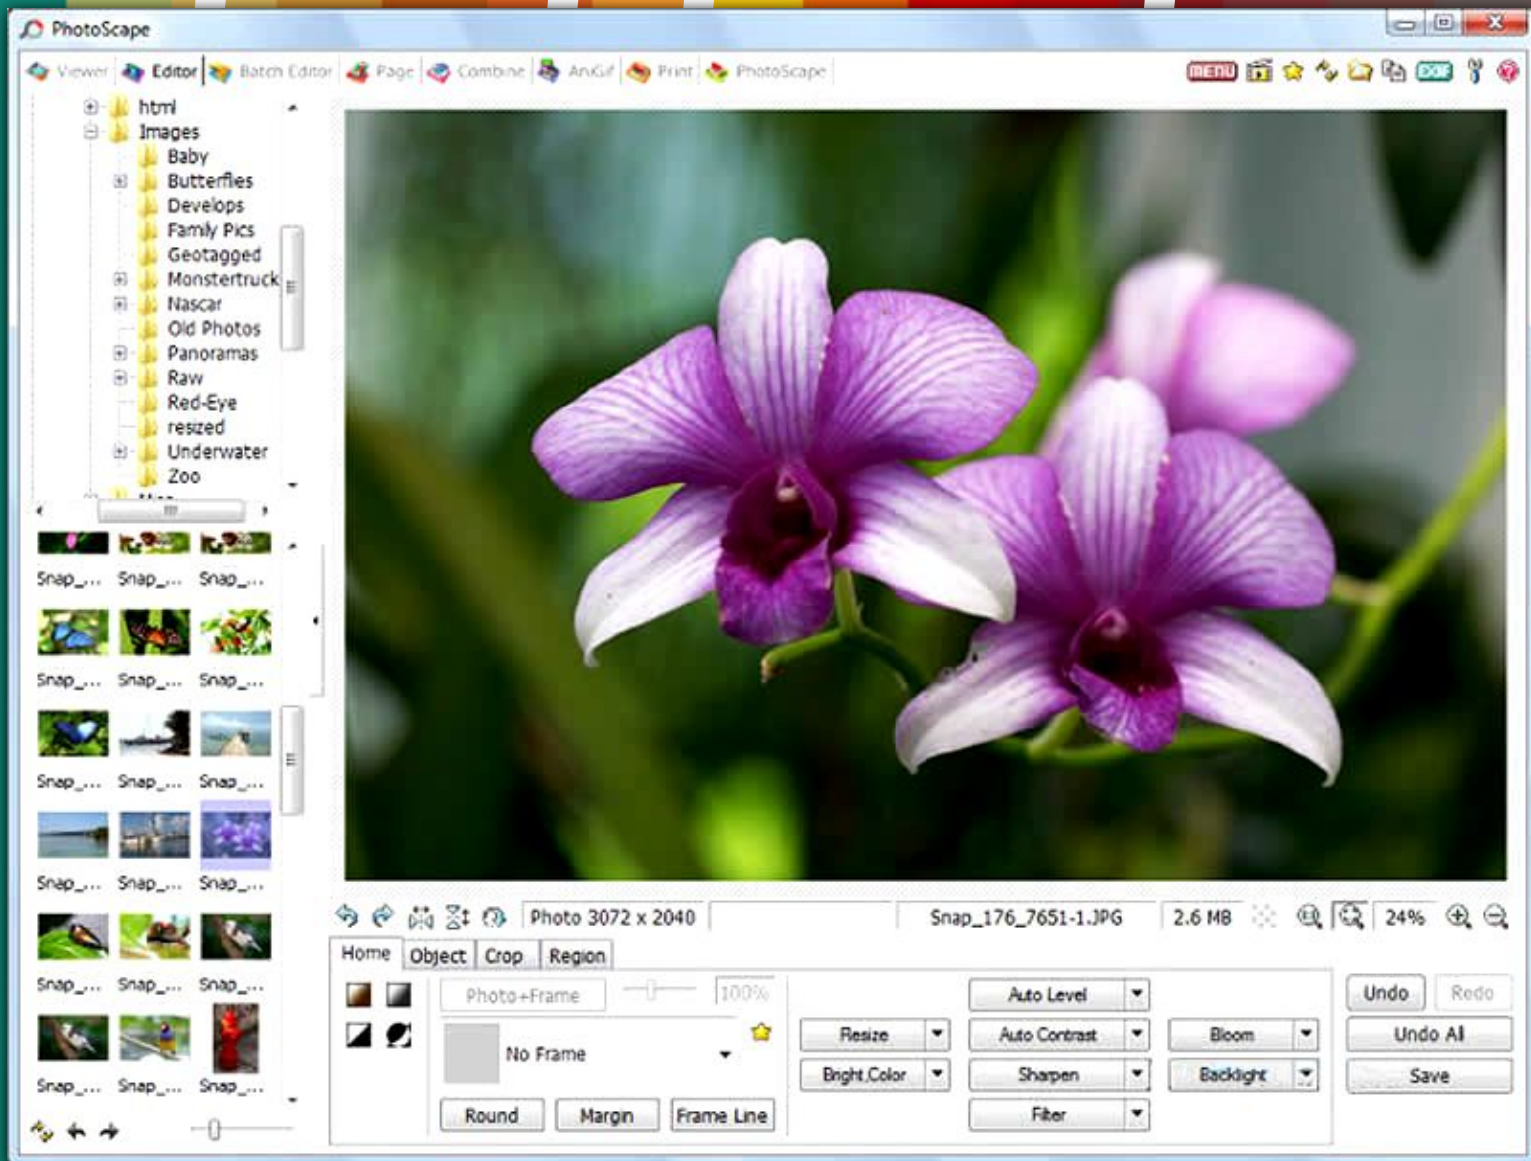 PhotoScape
Viewer Editor Batch Editor Page Combine AniGif Print PhotoScape MENU EXIF
html
Images
Baby
Butterflies
Develops
Family Pics
Geotagged
Monstertruck
Nascar
Old Photos
Panoramas
Raw
Red-Eye
resized
Underwater
Zoo
Snap_... Snap_... Snap_...
Snap_... Snap_... Snap_...
Snap_... Snap_... Snap_...
Snap_... Snap_... Snap_...
Snap_... Snap_... Snap_...
Snap_... Snap_... Snap_...
Photo 3072 x 2040 Snap_176_7651-1.JPG 2.6 MB 24%
Home Object Crop Region
Photo+Frame 100%
No Frame
Round Margin Frame Line
Resize
Bright,Color
Auto Level
Auto Contrast
Sharpen
Filter
Bloom
Backlight
Undo Redo
Undo All
Save